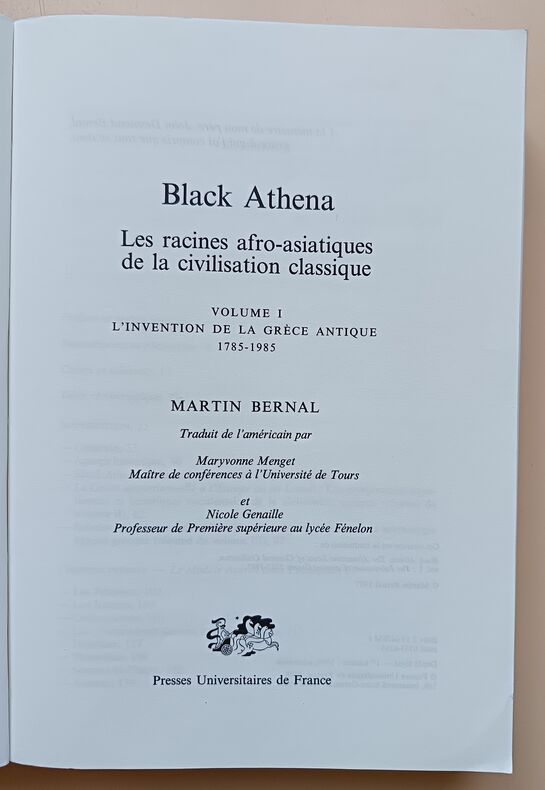 Black Athena
Les racines afro-asiatiques
de la civilisation classique
VOLUME I
L'INVENTION DE LA GRÈCE ANTIQUE
1785-1985
MARTIN BERNAL
Traduit de l'américain par
Maryvonne Menget
Maître de conférences à l'Université de Tours
et
Nicole Genaille
Professeur de Première supérieure au lycée Fénelon
Presses Universitaires de France